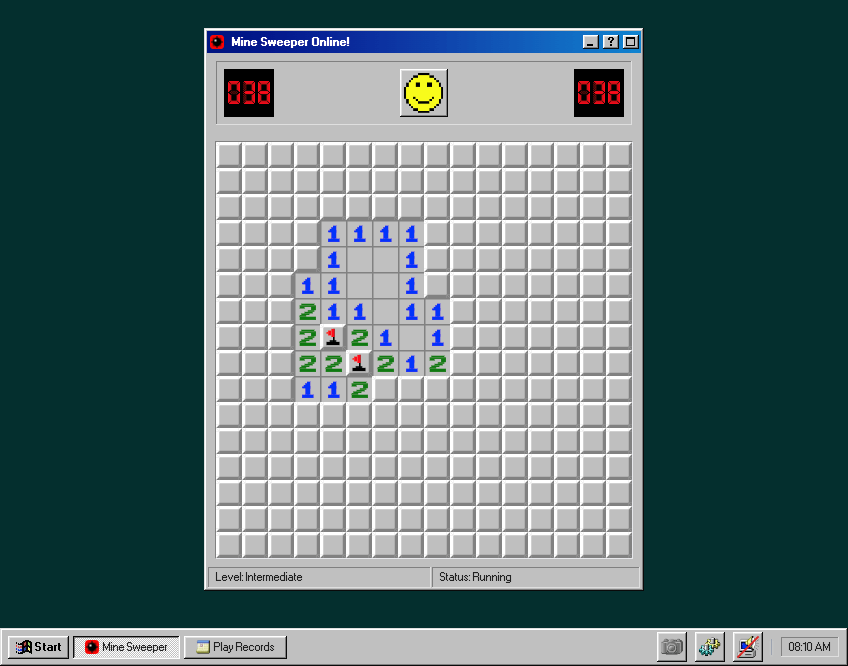 Mine Sweeper Online!
?
038 038
1 1 1 1
1 1
1 1 1
2 1 1 1 1
2 2 1 1
2 2 2 1 2
1 1 2
Level: Intermediate Status: Running
Start Mine Sweeper Play Records 08:10 AM